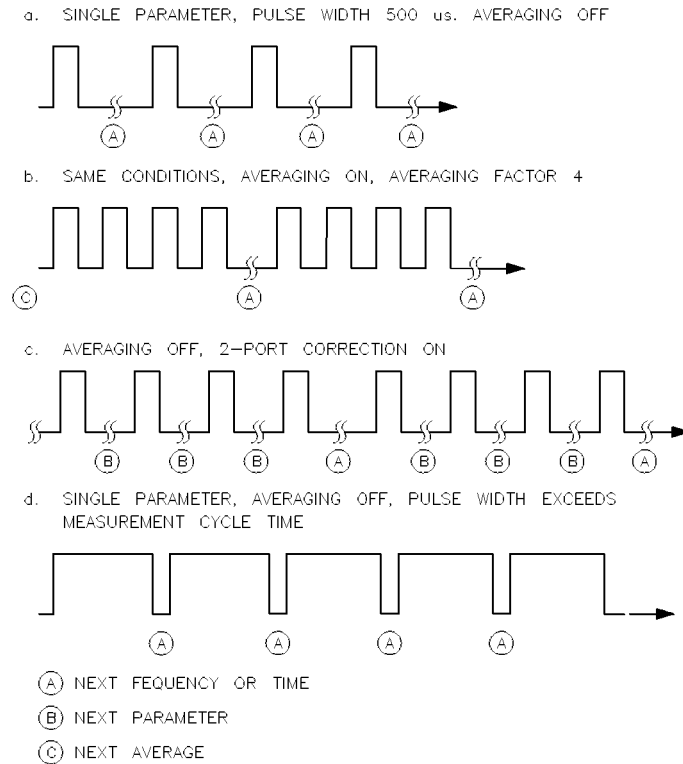 a. SINGLE PARAMETER, PULSE WIDTH 500 us. AVERAGING OFF
A A A A
b. SAME CONDITIONS, AVERAGING ON, AVERAGING FACTOR 4
C A A
c. AVERAGING OFF, 2-PORT CORRECTION ON
B B B A B B B A
d. SINGLE PARAMETER, AVERAGING OFF, PULSE WIDTH EXCEEDS
MEASUREMENT CYCLE TIME
A A A A
A NEXT FEQUENCY OR TIME
B NEXT PARAMETER
C NEXT AVERAGE